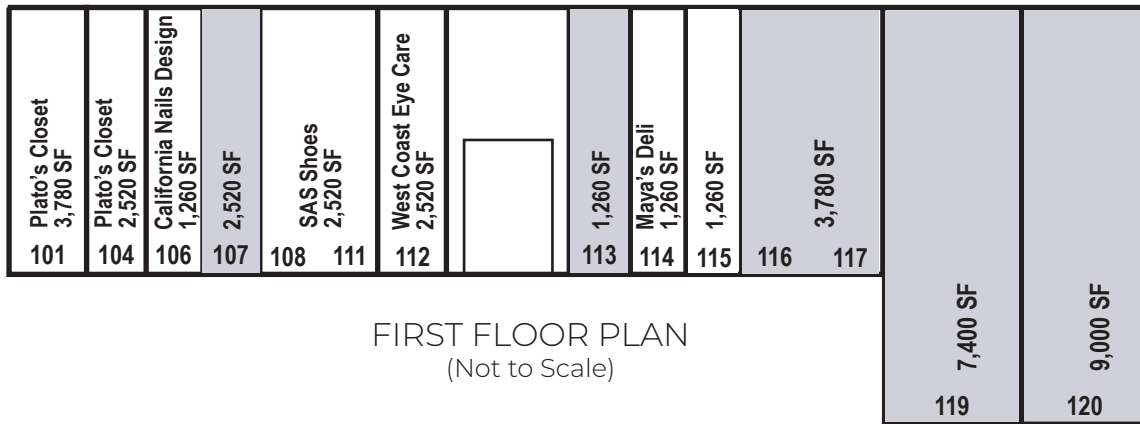 Plato's Closet
3,780 SF
101
Plato's Closet
2,520 SF
104
California Nails Design
1,260 SF
106
2,520 SF
107
SAS Shoes
2,520 SF
108 111
West Coast Eye Care
2,520 SF
112
1,260 SF
113
Maya's Deli
1,260 SF
114
1,260 SF
115
3,780 SF
116 117
7,400 SF
119
9,000 SF
120
FIRST FLOOR PLAN
(Not to Scale)